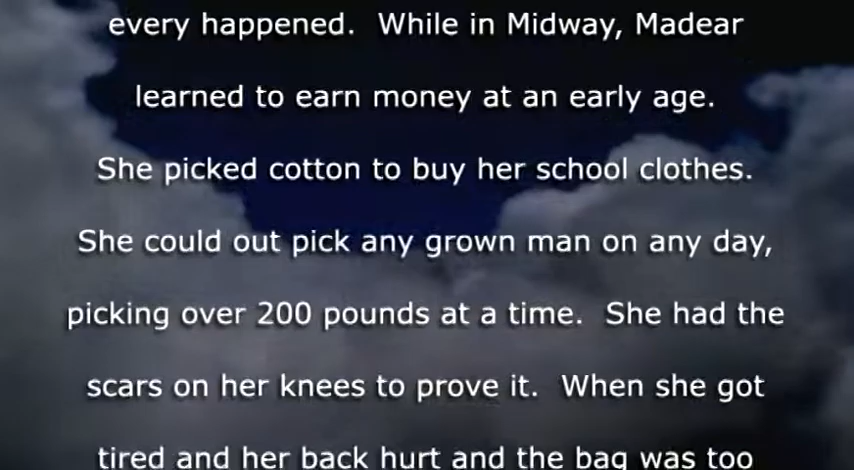 every happened.  While in Midway, Madear
learned to earn money at an early age.
She picked cotton to buy her school clothes.
She could out pick any grown man on any day,
picking over 200 pounds at a time.  She had the
scars on her knees to prove it.  When she got
tired and her back hurt and the bag was too